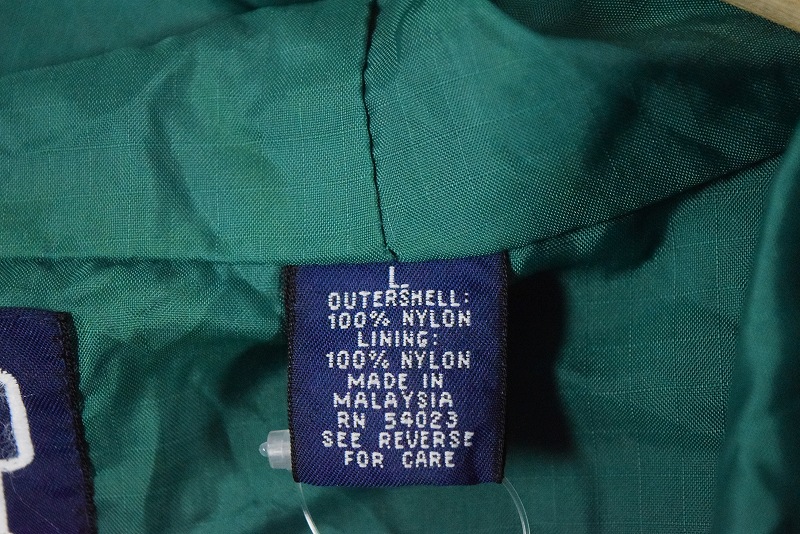 L
OUTERSHELL:
100% NYLON
LINING:
100% NYLON
MADE IN
MALAYSIA
RN 54023
SEE REVERSE
FOR CARE